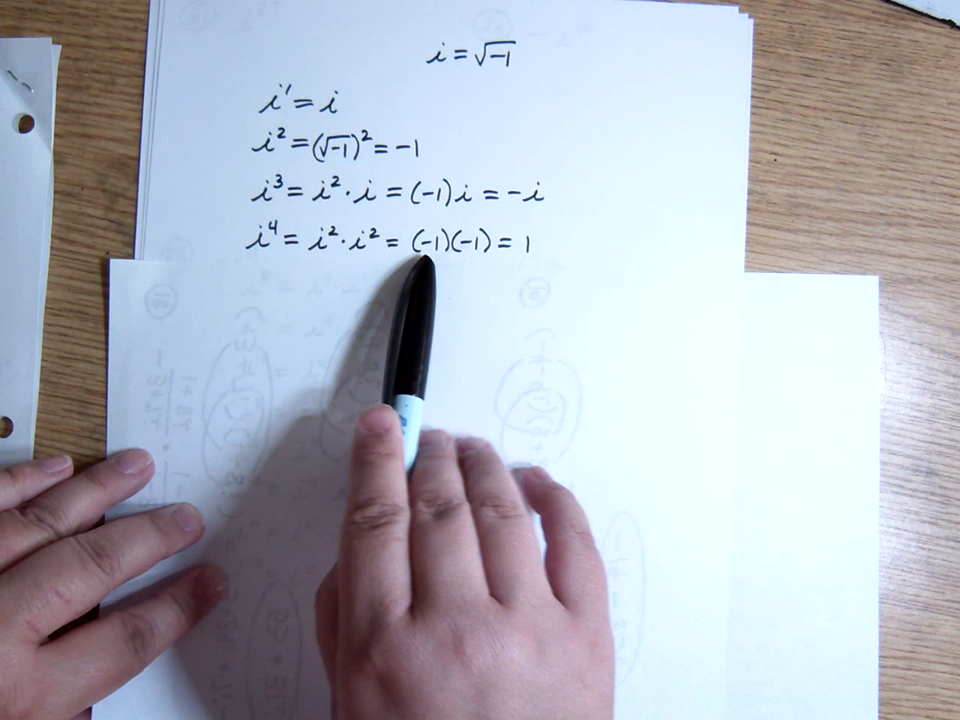 i = √-1
i¹ = i
i² = (√-1)² = -1
i³ = i² · i = (-1)i = -i
i⁴ = i² · i² = (-1)(-1) = 1